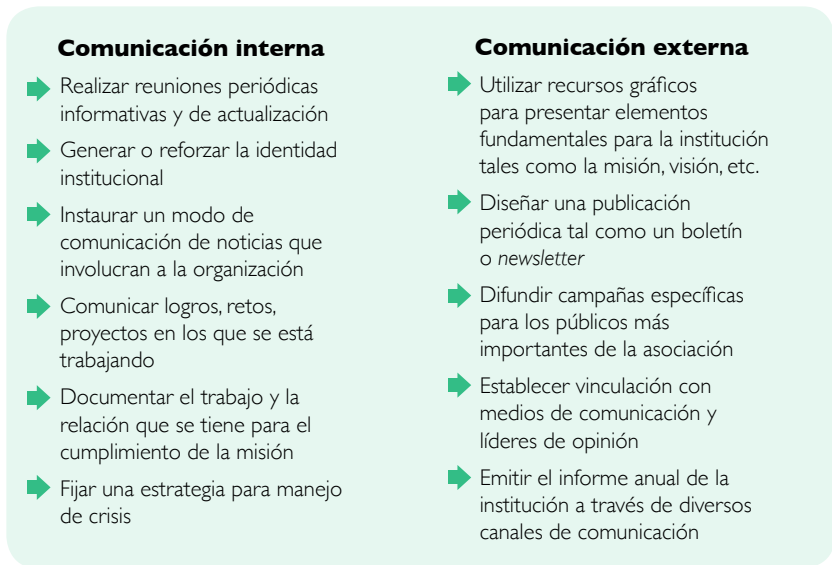 Comunicación interna
Realizar reuniones periódicas
informativas y de actualización
Generar o reforzar la identidad
institucional
Instaurar un modo de
comunicación de noticias que
involucran a la organización
Comunicar logros, retos,
proyectos en los que se está
trabajando
Documentar el trabajo y la
relación que se tiene para el
cumplimiento de la misión
Fijar una estrategia para manejo
de crisis
Comunicación externa
Utilizar recursos gráficos
para presentar elementos
fundamentales para la institución
tales como la misión, visión, etc.
Diseñar una publicación
periódica tal como un boletín
o newsletter
Difundir campañas específicas
para los públicos más
importantes de la asociación
Establecer vinculación con
medios de comunicación y
líderes de opinión
Emitir el informe anual de la
institución a través de diversos
canales de comunicación